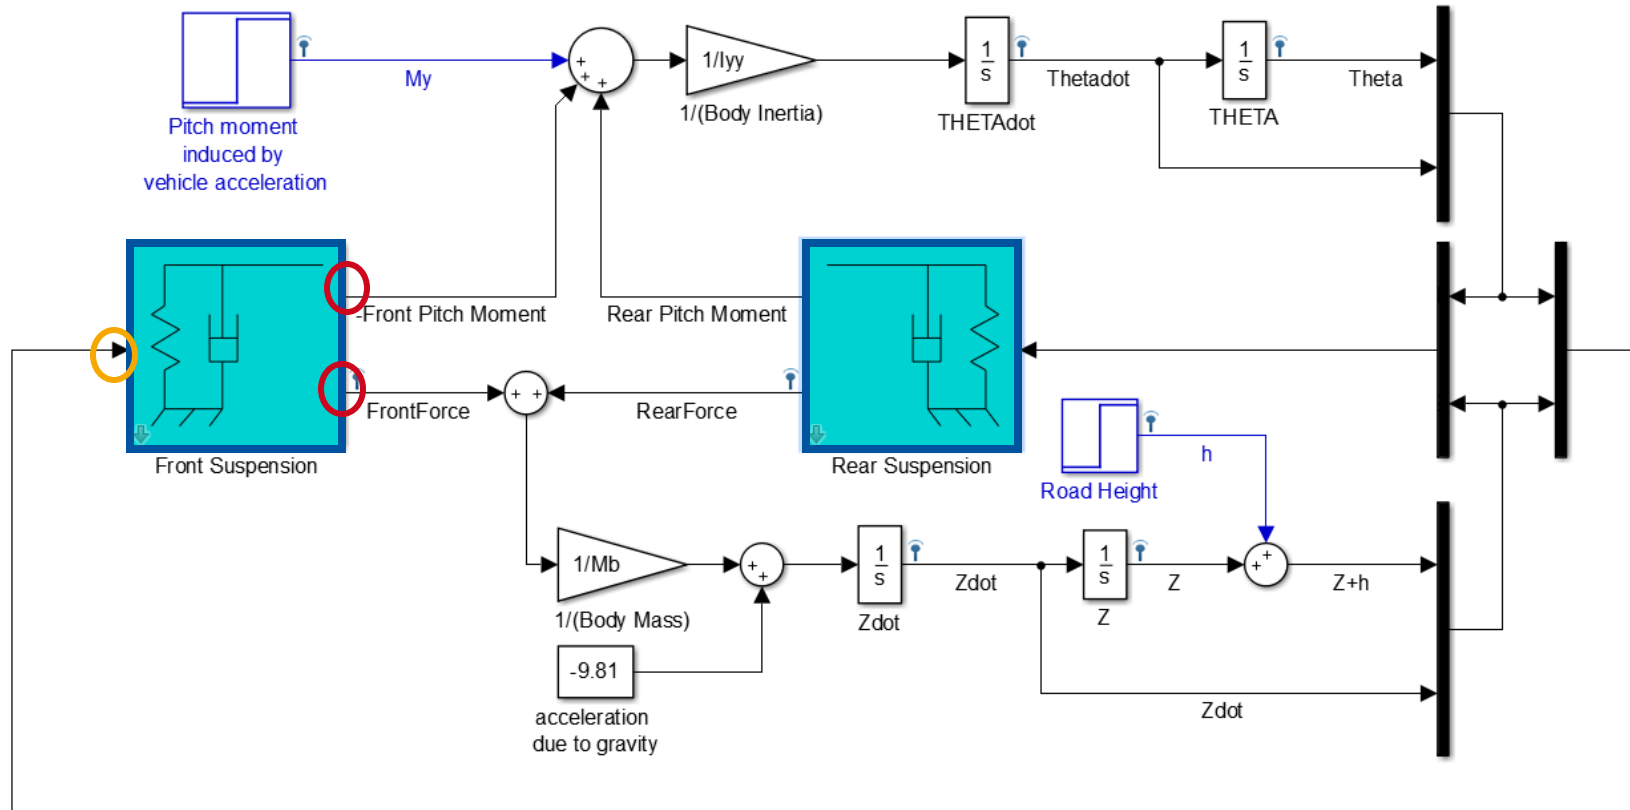 My
Pitch moment
induced by
vehicle acceleration
+
+
+
1/Iyy
1/(Body Inertia)
1
s
THETAdot
Thetadot
1
s
THETA
Theta
-Front Pitch Moment
Rear Pitch Moment
FrontForce
+ +
RearForce
Front Suspension
Rear Suspension
h
Road Height
1/Mb
1/(Body Mass)
+
+
1
s
Zdot
Zdot
1
s
Z
Z
+
+
Z+h
-9.81
acceleration
due to gravity
Zdot